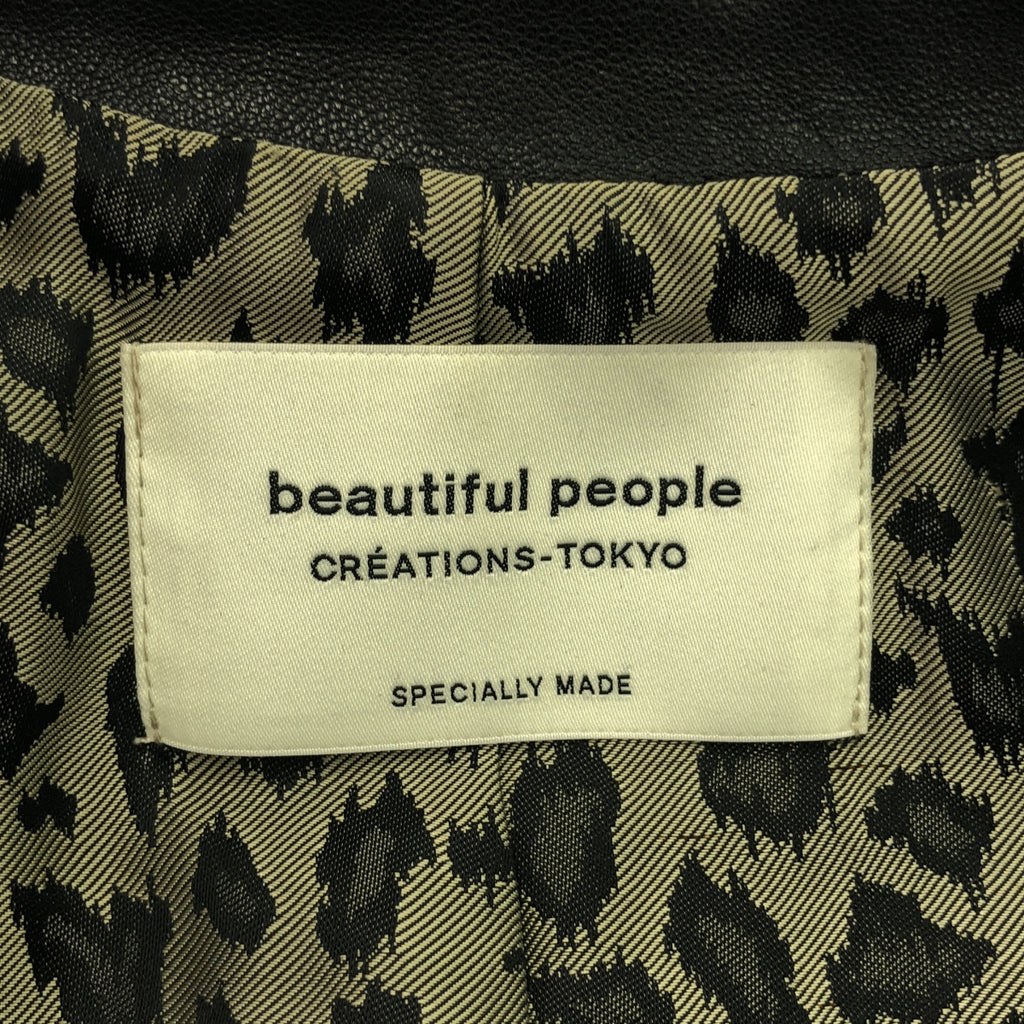 beautiful people
CRÉATIONS-TOKYO
SPECIALLY MADE